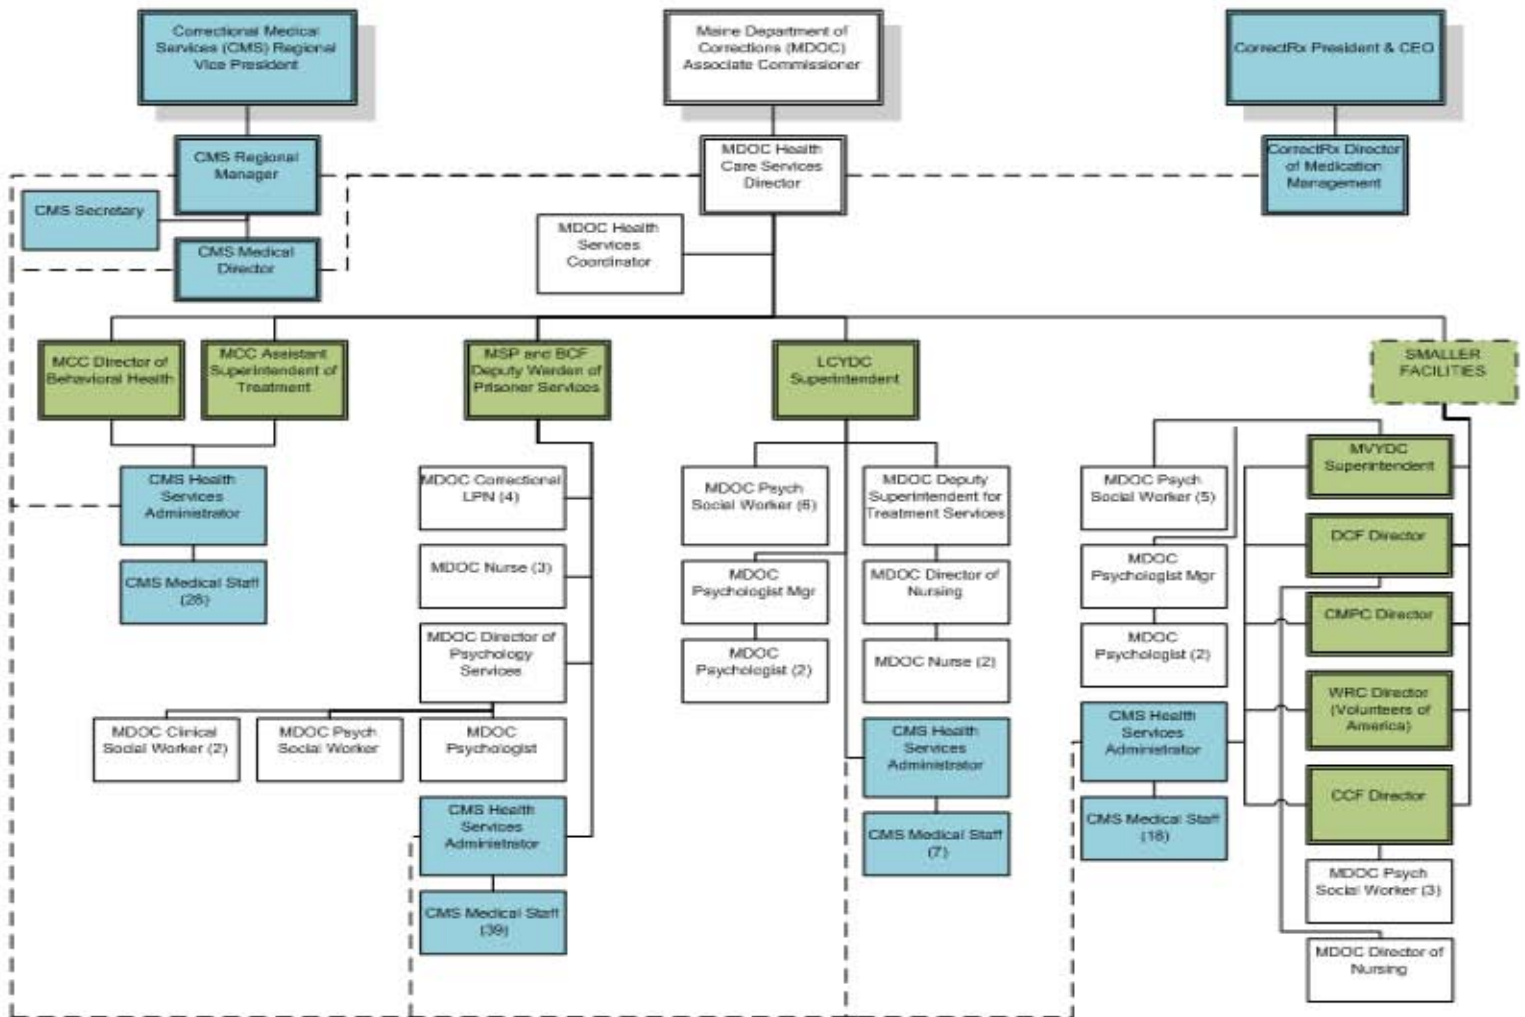 Correctional Medical
Services (CMS) Regional
Vice President
Maine Department of
Corrections (MDOC)
Associate Commissioner
CorrectRx President & CEO
CMS Regional
Manager
MDOC Health
Care Services
Director
CorrectRx Director
of Medication
Management
CMS Secretary
CMS Medical
Director
MDOC Health
Services
Coordinator
MCC Director of
Behavioral Health
MCC Assistant
Superintendent of
Treatment
MSP and BCF
Deputy Warden of
Prisoner Services
LCYDC
Superintendent
SMALLER
FACILITIES
CMS Health
Services
Administrator
CMS Medical Staff
(28)
MDOC Correctional
LPN (4)
MDOC Nurse (3)
MDOC Director of
Psychology
Services
MDOC Clinical
Social Worker (2)
MDOC Psych
Social Worker
MDOC
Psychologist
CMS Health
Services
Administrator
CMS Medical Staff
(39)
MDOC Psych
Social Worker (6)
MDOC
Psychologist Mgr
MDOC
Psychologist (2)
MDOC Deputy
Superintendent for
Treatment Services
MDOC Director of
Nursing
MDOC Nurse (2)
CMS Health
Services
Administrator
CMS Medical Staff
(7)
MDOC Psych
Social Worker (5)
MDOC
Psychologist Mgr
MDOC
Psychologist (2)
CMS Health
Services
Administrator
CMS Medical Staff
(18)
MVYDC
Superintendent
DCF Director
CMPC Director
WRC Director
(Volunteers of
America)
CCF Director
MDOC Psych
Social Worker (3)
MDOC Director of
Nursing